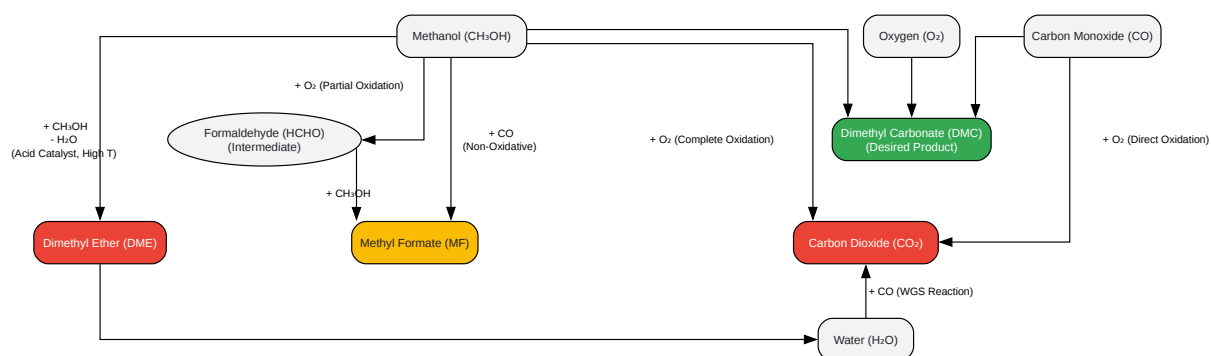 Methanol (CH₃OH)
Oxygen (O₂)
Carbon Monoxide (CO)
+ O₂ (Partial Oxidation)
+ CH₃OH
- H₂O
(Acid Catalyst, High T)
Formaldehyde (HCHO)
(Intermediate)
+ CO
(Non-Oxidative)
+ O₂ (Complete Oxidation)
Dimethyl Carbonate (DMC)
(Desired Product)
+ O₂ (Direct Oxidation)
+ CH₃OH
Dimethyl Ether (DME)
Methyl Formate (MF)
Carbon Dioxide (CO₂)
+ CO (WGS Reaction)
Water (H₂O)